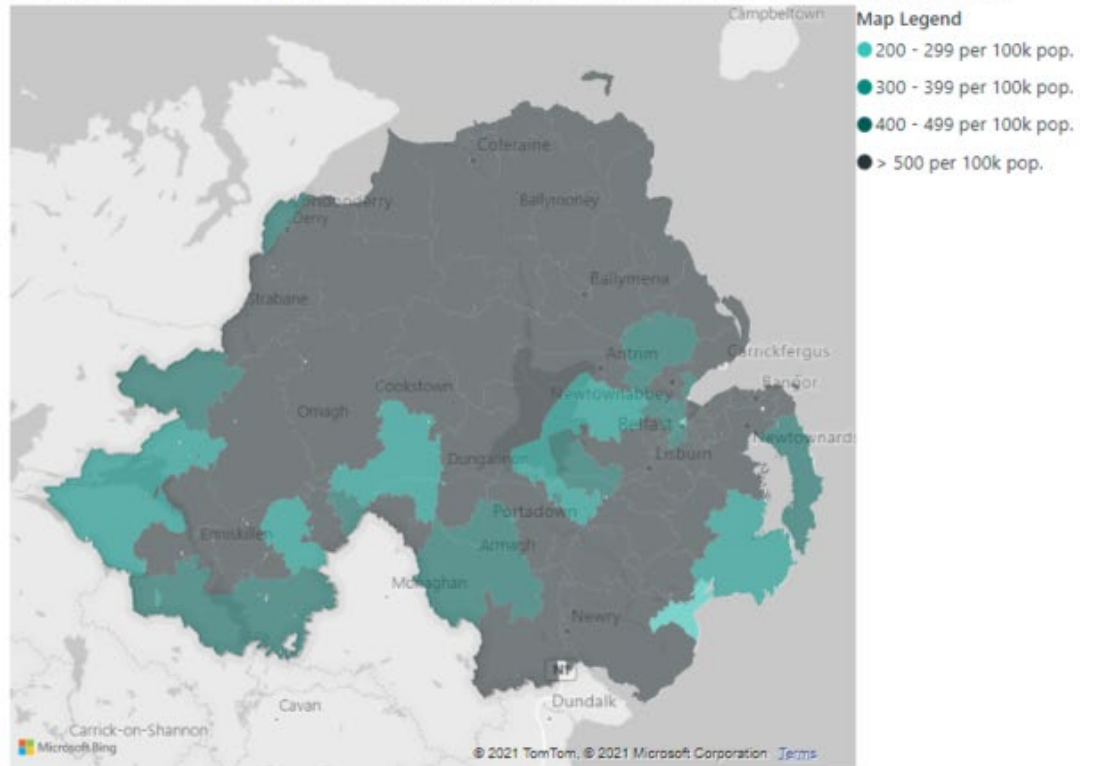 Campbeltown
Map Legend
200 - 299 per 100k pop.
300 - 399 per 100k pop.
400 - 499 per 100k pop.
> 500 per 100k pop.
Coleraine
Londonderry
Derry
Ballymoney
Ballymena
Strabane
Antrim
Carrickfergus
Bangor
Cookstown
Newtownabbey
Omagh
Belfast
Newtownards
Dungannon
Lisburn
Portadown
Enniskillen
Armagh
Monaghan
Newry
N1
Cavan
Dundalk
Carrick-on-Shannon
Microsoft Bing
© 2021 TomTom, © 2021 Microsoft Corporation Terms